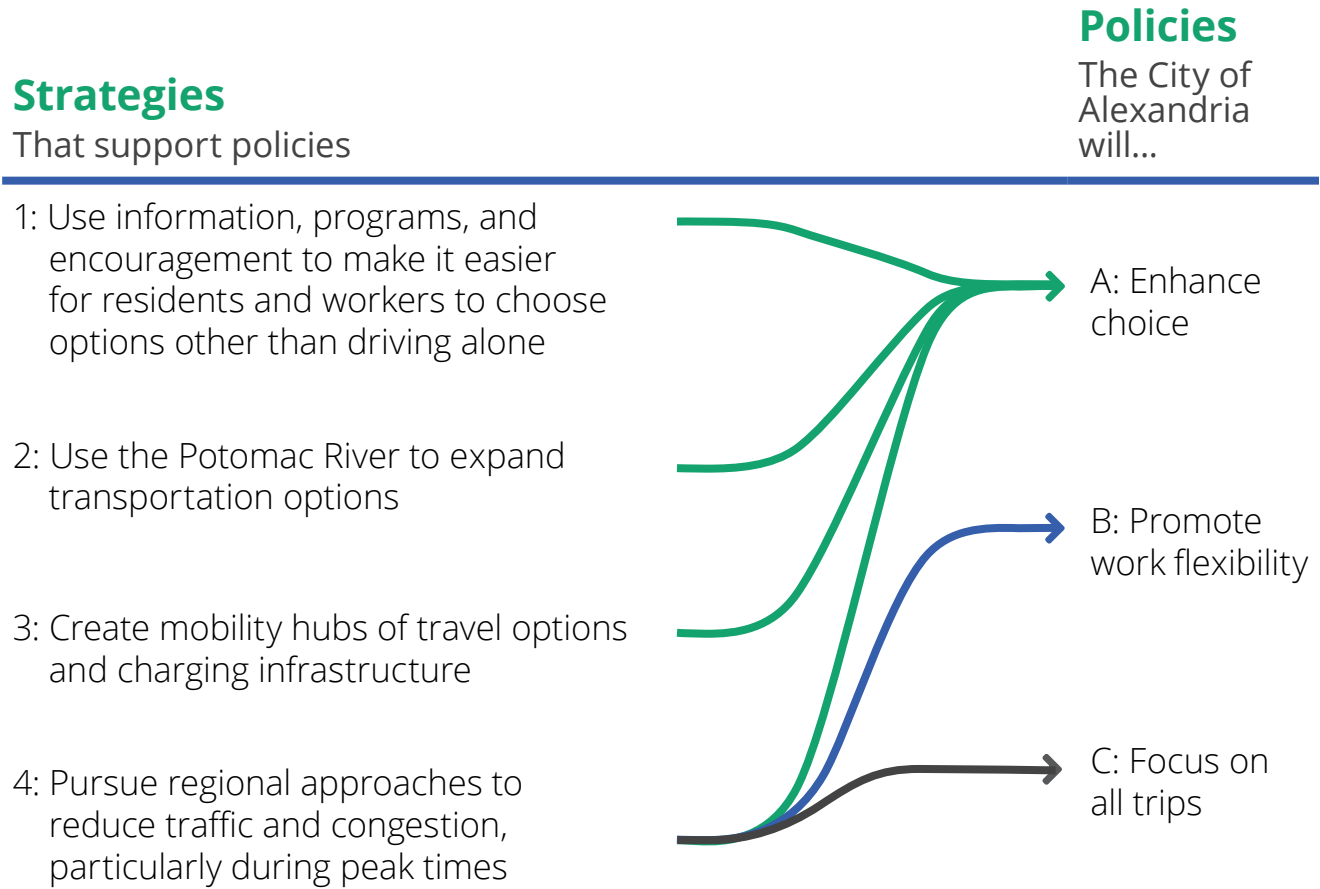 Strategies
That support policies
Policies
The City of
Alexandria
will...
1: Use information, programs, and
encouragement to make it easier
for residents and workers to choose
options other than driving alone
2: Use the Potomac River to expand
transportation options
3: Create mobility hubs of travel options
and charging infrastructure
4: Pursue regional approaches to
reduce traffic and congestion,
particularly during peak times
A: Enhance
choice
B: Promote
work flexibility
C: Focus on
all trips